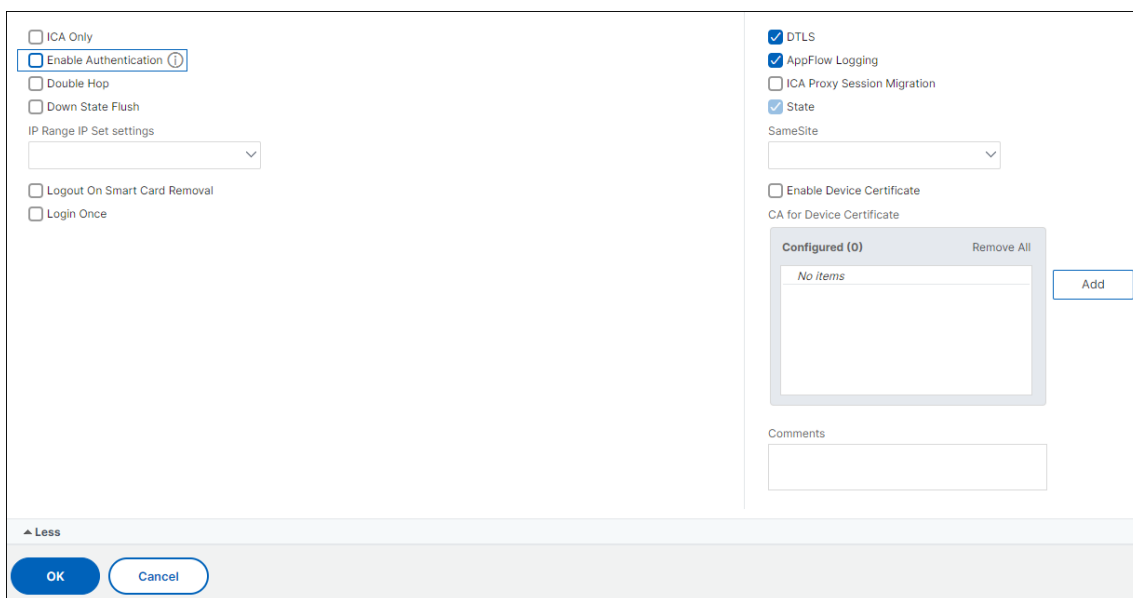 ICA Only
Enable Authentication
Double Hop
Down State Flush
IP Range IP Set settings
Logout On Smart Card Removal
Login Once
DTLS
AppFlow Logging
ICA Proxy Session Migration
State
SameSite
Enable Device Certificate
CA for Device Certificate
Configured (0) Remove All
No items
Add
Comments
Less
OK Cancel